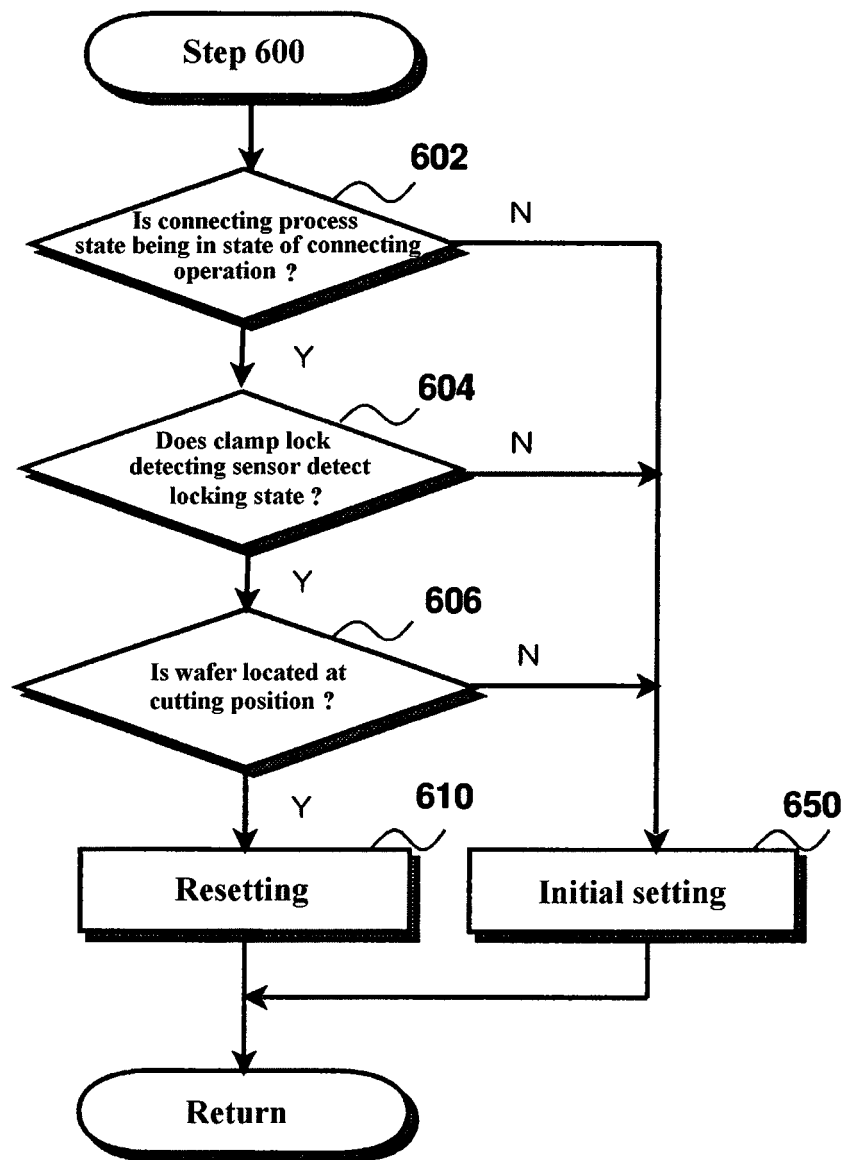 Step 600
602
Is connecting process
state being in state of connecting
operation ?
N
Y
604
Does clamp lock
detecting sensor detect
locking state ?
N
Y
606
Is wafer located at
cutting position ?
N
Y
610
Resetting
650
Initial setting
Return